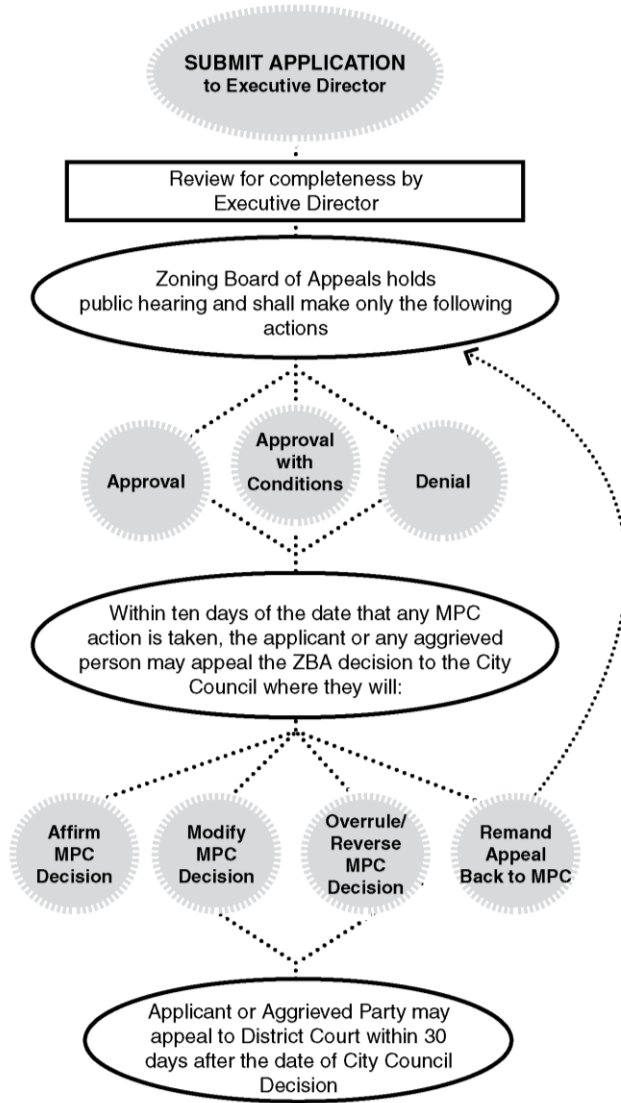 SUBMIT APPLICATION
to Executive Director
Review for completeness by
Executive Director
Zoning Board of Appeals holds
public hearing and shall make only the following
actions
Approval
Approval
with
Conditions
Denial
Within ten days of the date that any MPC
action is taken, the applicant or any aggrieved
person may appeal the ZBA decision to the City
Council where they will:
Affirm
MPC
Decision
Modify
MPC
Decision
Overrule/
Reverse
MPC
Decision
Remand
Appeal
Back to MPC
Applicant or Aggrieved Party may
appeal to District Court within 30
days after the date of City Council
Decision